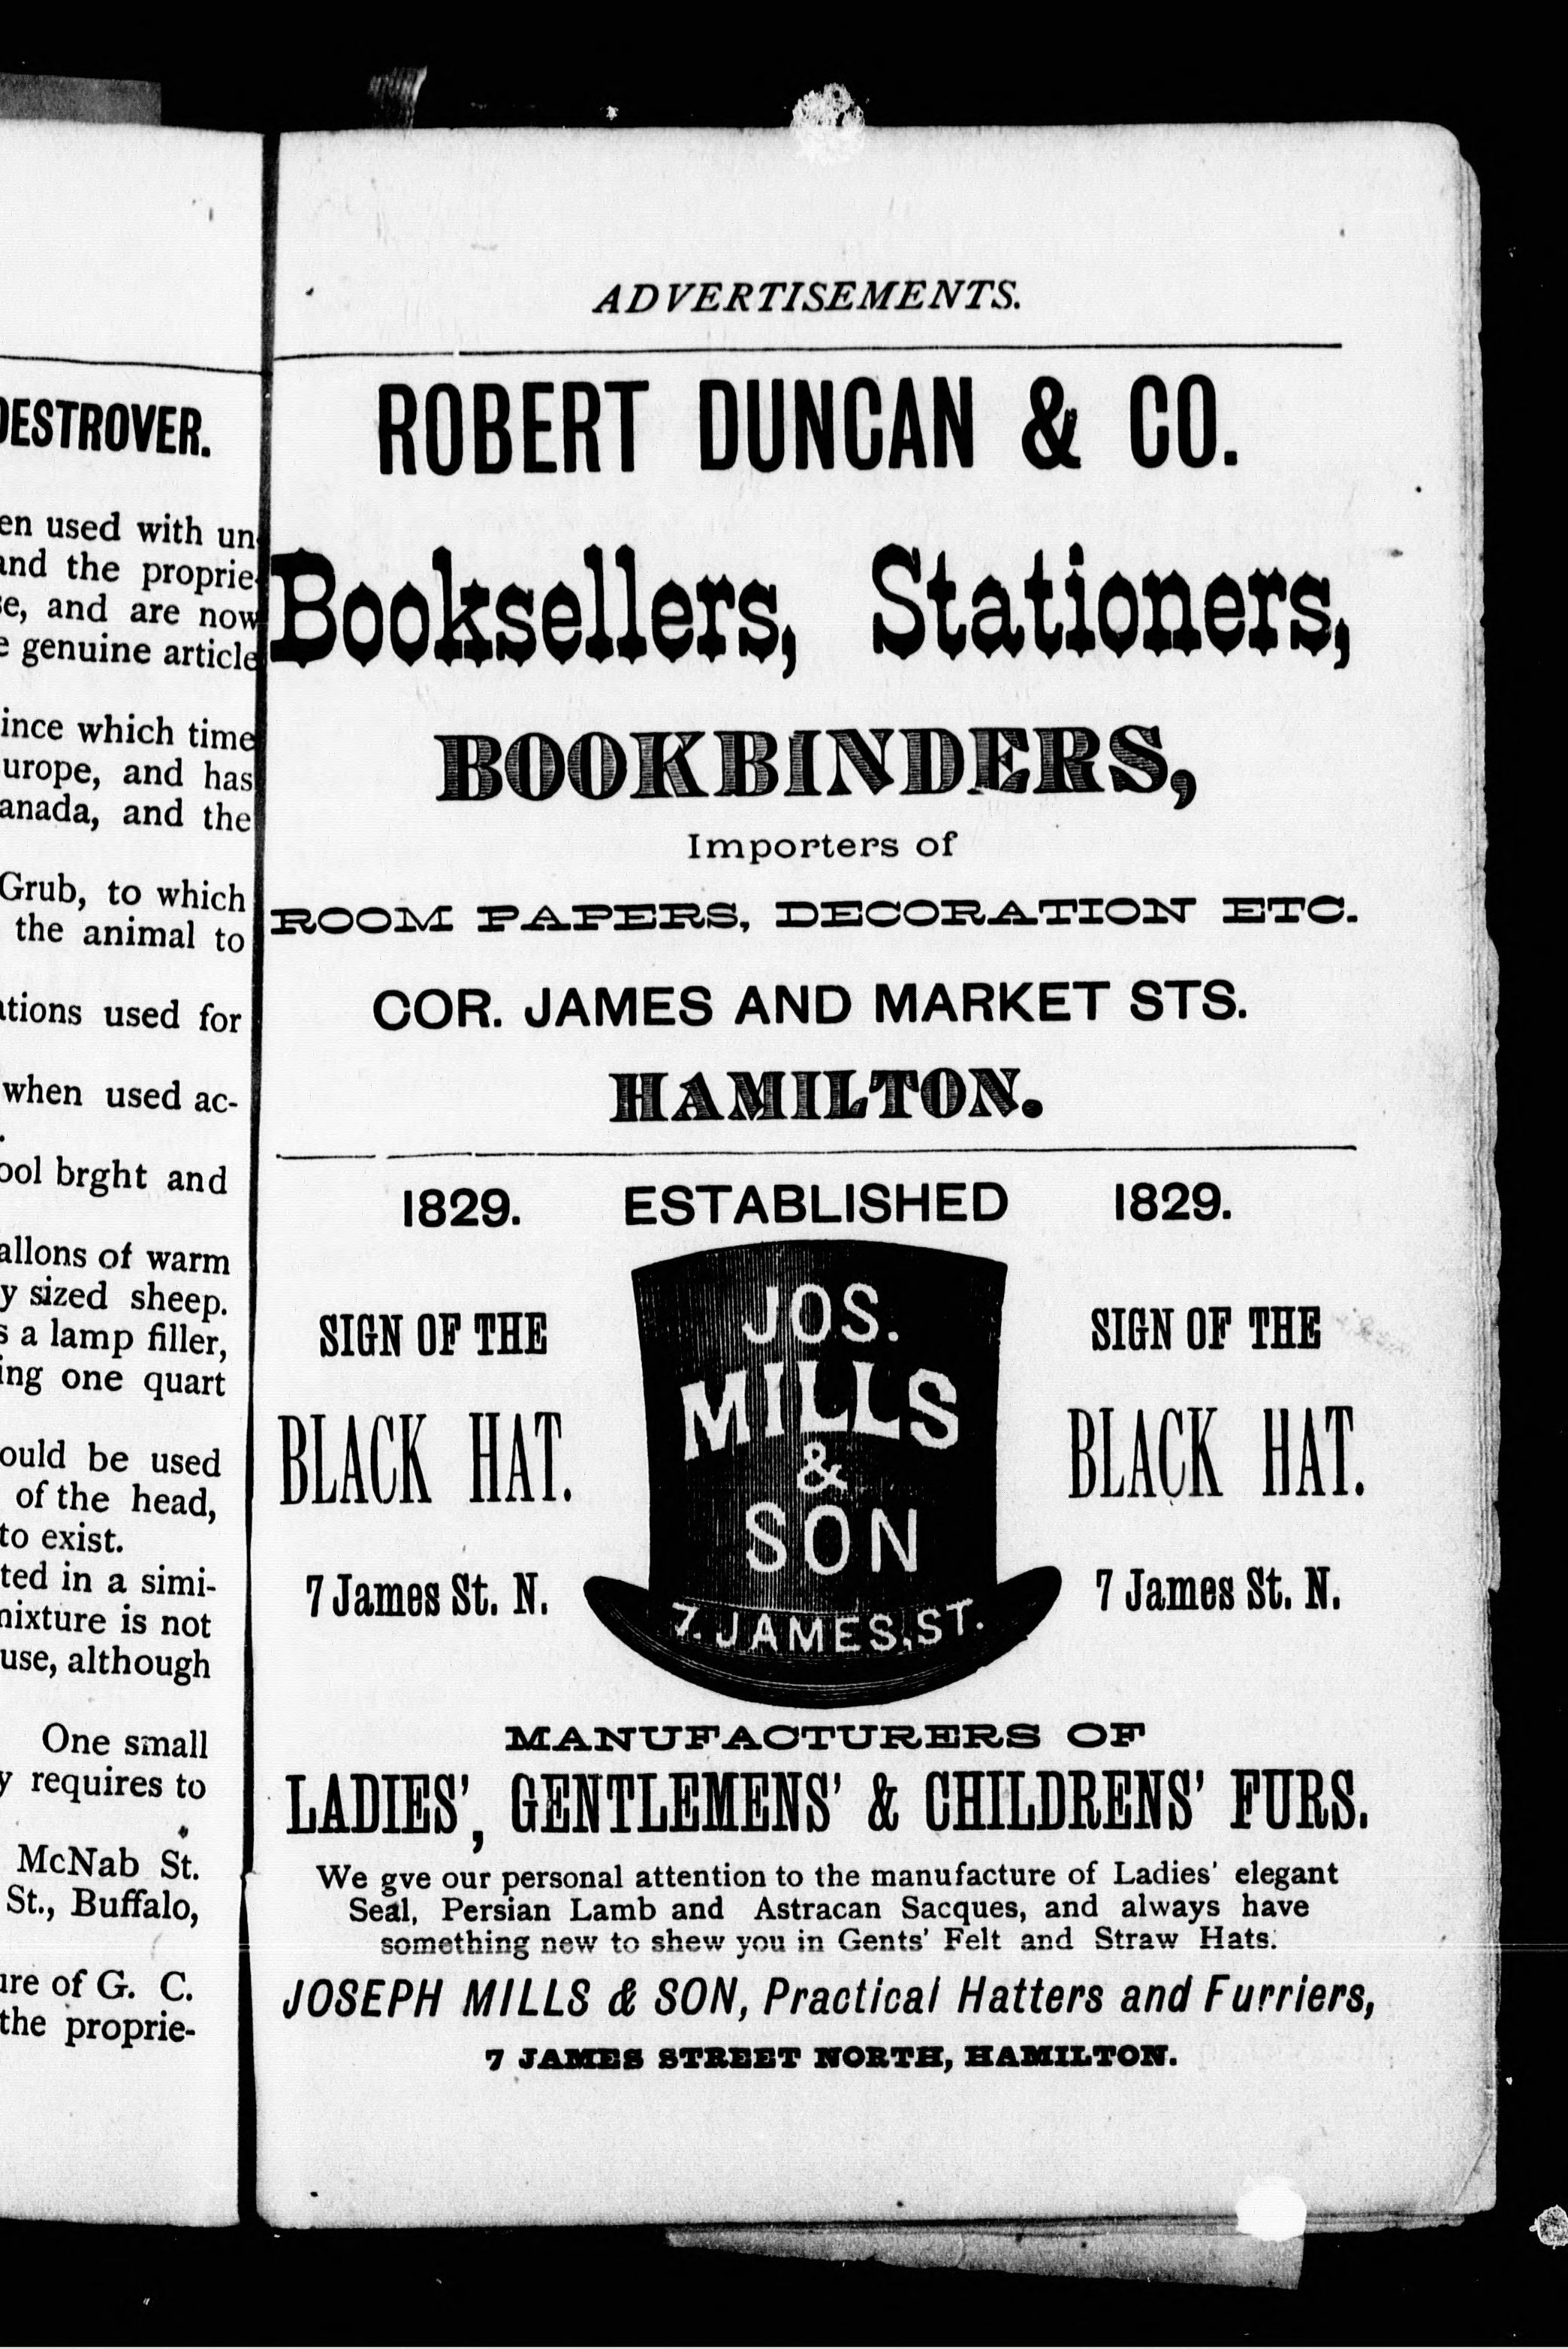 DESTROVER.
en used with un-
and the proprie-
se, and are now
e genuine article
ince which time
urope, and has
anada, and the
Grub, to which
the animal to
ations used for
when used ac-
ool brght and
allons of warm
y sized sheep.
s a lamp filler,
ing one quart
ould be used
of the head,
to exist.
ted in a simi-
mixture is not
use, although
One small
y requires to
McNab St.
St., Buffalo,
ure of G. C.
the proprie-
ADVERTISEMENTS.
ROBERT DUNCAN & CO.
Booksellers, Stationers,
BOOKBINDERS,
Importers of
ROOM PAPERS, DECORATION ETC.
COR. JAMES AND MARKET STS.
HAMILTON.
1829. ESTABLISHED 1829.
SIGN OF THE
BLACK HAT.
7 James St. N.
JOS.
MILLS
&
SON
7. JAMES. ST.
SIGN OF THE
BLACK HAT.
7 James St. N.
MANUFACTURERS OF
LADIES', GENTLEMENS' & CHILDRENS' FURS.
We gve our personal attention to the manufacture of Ladies' elegant
Seal, Persian Lamb and Astracan Sacques, and always have
something new to shew you in Gents' Felt and Straw Hats.
JOSEPH MILLS & SON, Practical Hatters and Furriers,
7 JAMES STREET NORTH, HAMILTON.